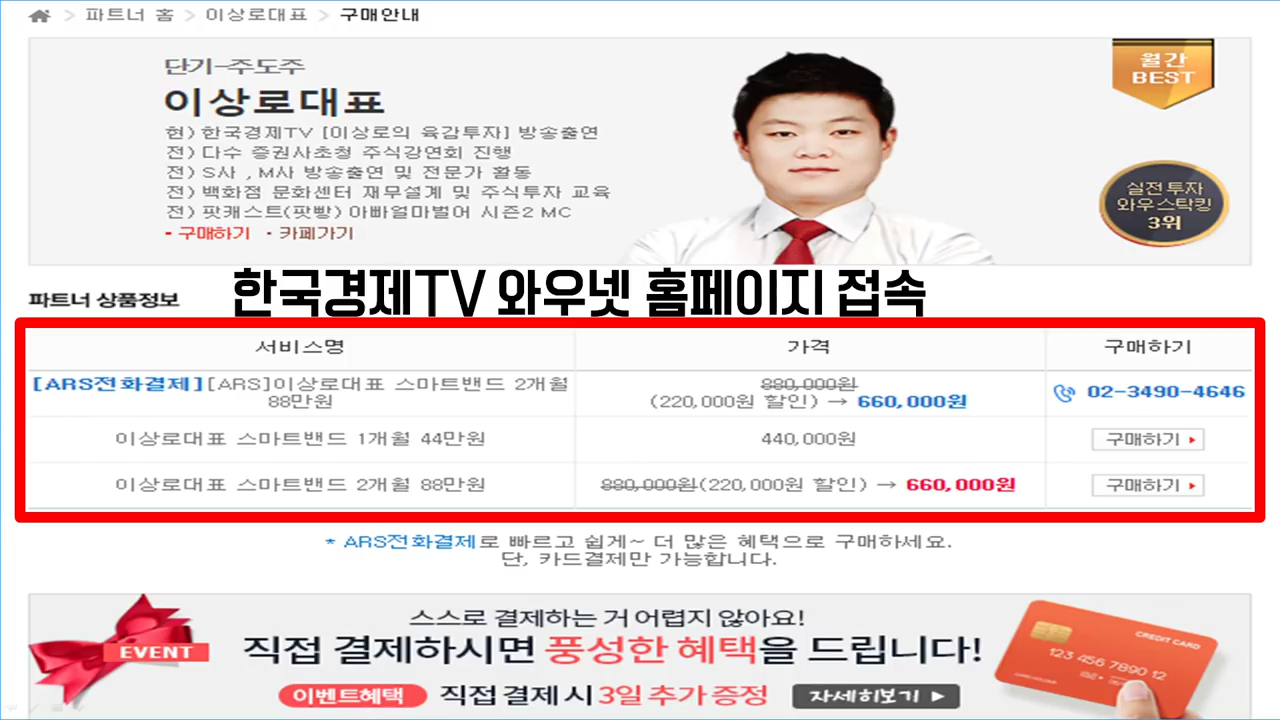 파트너 홈 > 이상로대표 > 구매안내
단기-주도주
이상로대표
현) 한국경제TV [이상로의 육감투자] 방송출연
전) 다수 증권사초청 주식강연회 진행
전) S사 , M사 방송출연 및 전문가 활동
전) 백화점 문화센터 재무설계 및 주식투자 교육
전) 팟캐스트(팟빵) 아빠얼마벌어 시즌2 MC
- 구매하기 · 카페가기
월간
BEST
실전투자
와우스탁킹
3위
파트너 상품정보
한국경제TV 와우넷 홈페이지 접속
서비스명 가격 구매하기
[ARS전화결제][ARS]이상로대표 스마트밴드 2개월
88만원
880,000원
(220,000원 할인) → 660,000원
02-3490-4646
이상로대표 스마트밴드 1개월 44만원 440,000원 구매하기
이상로대표 스마트밴드 2개월 88만원 880,000원(220,000원 할인) → 660,000원 구매하기
* ARS전화결제로 빠르고 쉽게~ 더 많은 혜택으로 구매하세요.
단, 카드결제만 가능합니다.
EVENT
스스로 결제하는 거 어렵지 않아요!
직접 결제하시면 풍성한 혜택을 드립니다!
이벤트혜택 직접 결제 시 3일 추가 증정 자세히보기 ▶
CREDIT CARD
123 456 7890 12